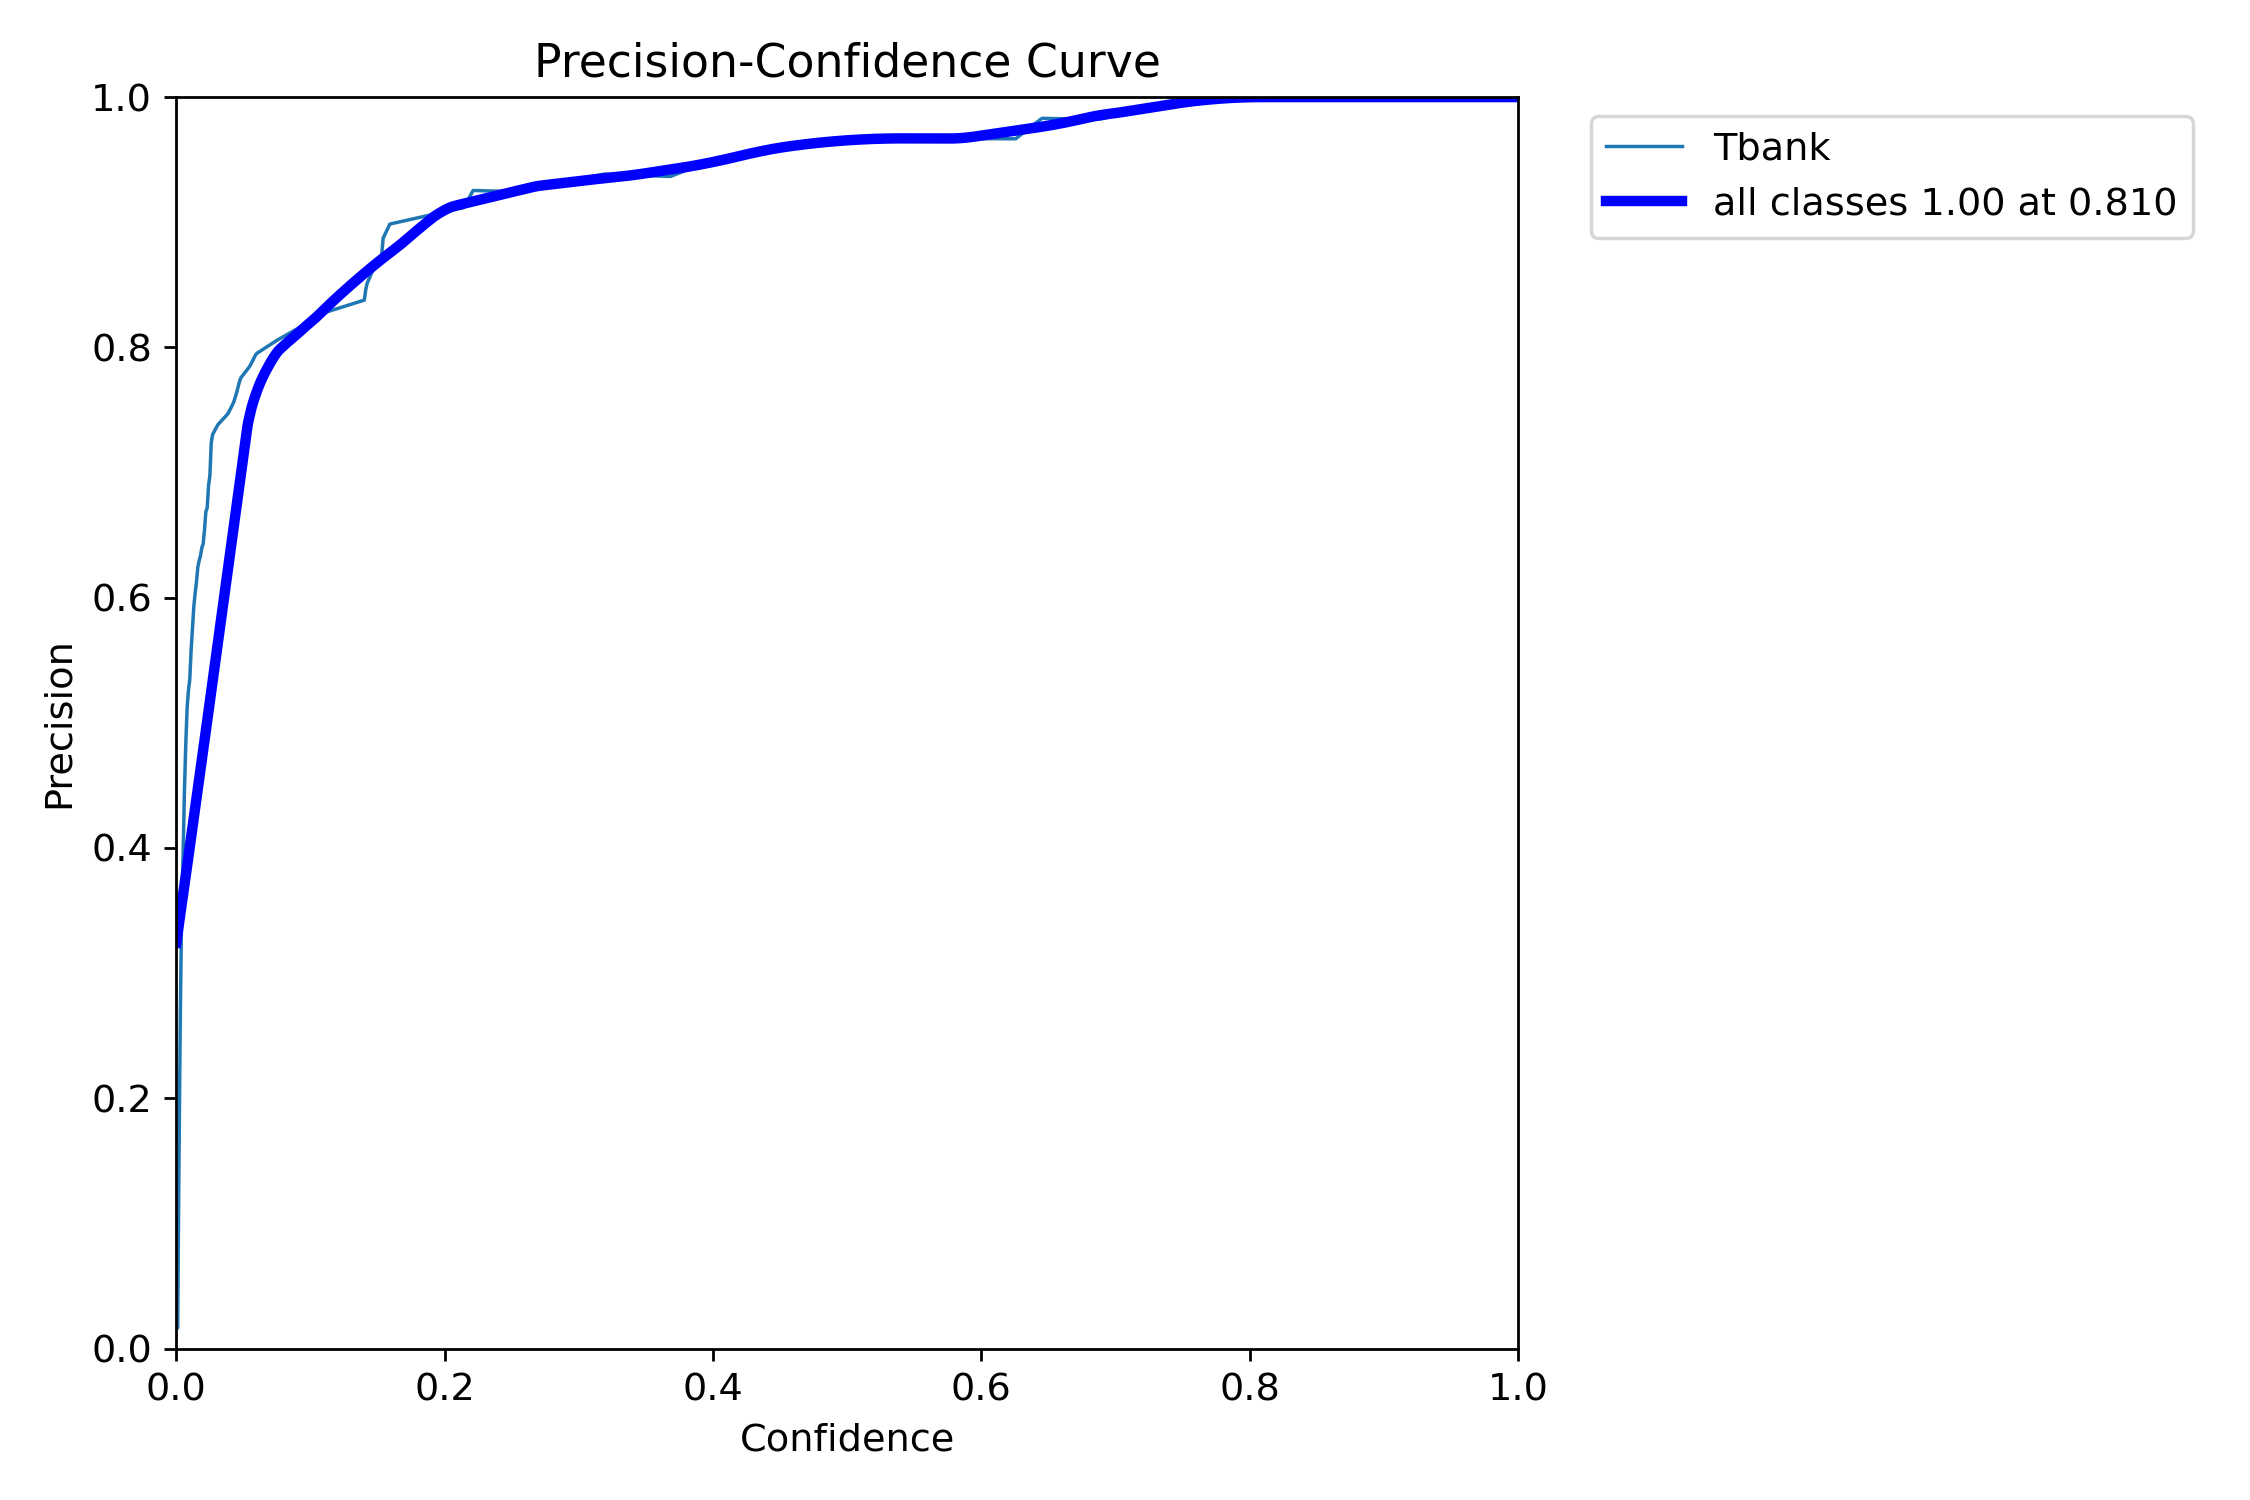 Precision-Confidence Curve
1.0
0.8
0.6
0.4
0.2
0.0
Precision
0.0 0.2 0.4 0.6 0.8 1.0
Confidence
Tbank
all classes 1.00 at 0.810